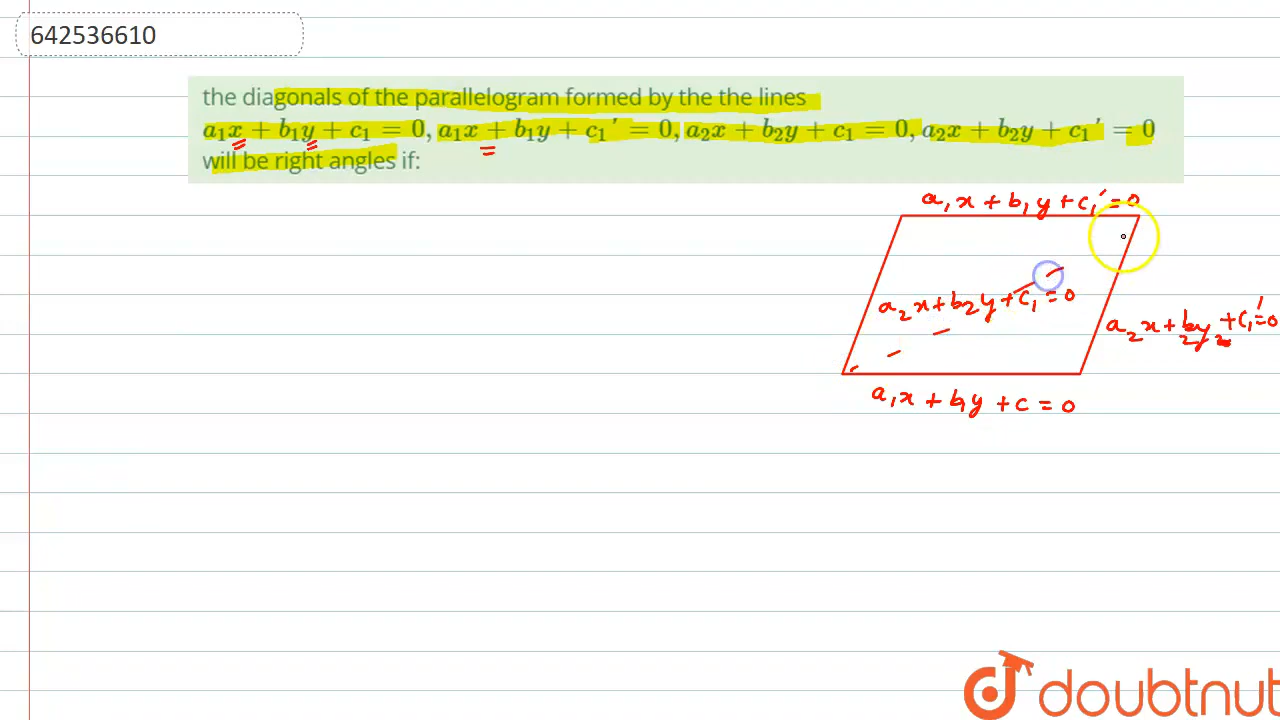 642536610
the diagonals of the parallelogram formed by the the lines
a₁x + b₁y + c₁ = 0, a₁x + b₁y + c₁′ = 0, a₂x + b₂y + c₁ = 0, a₂x + b₂y + c₁′ = 0
will be right angles if:
a₁x + b₁y + c₁′ = 0
a₂x + b₂y + c₁ = 0
a₂x + b₂y + c₁′ = 0
a₁x + b₁y + c = 0
doubtnut